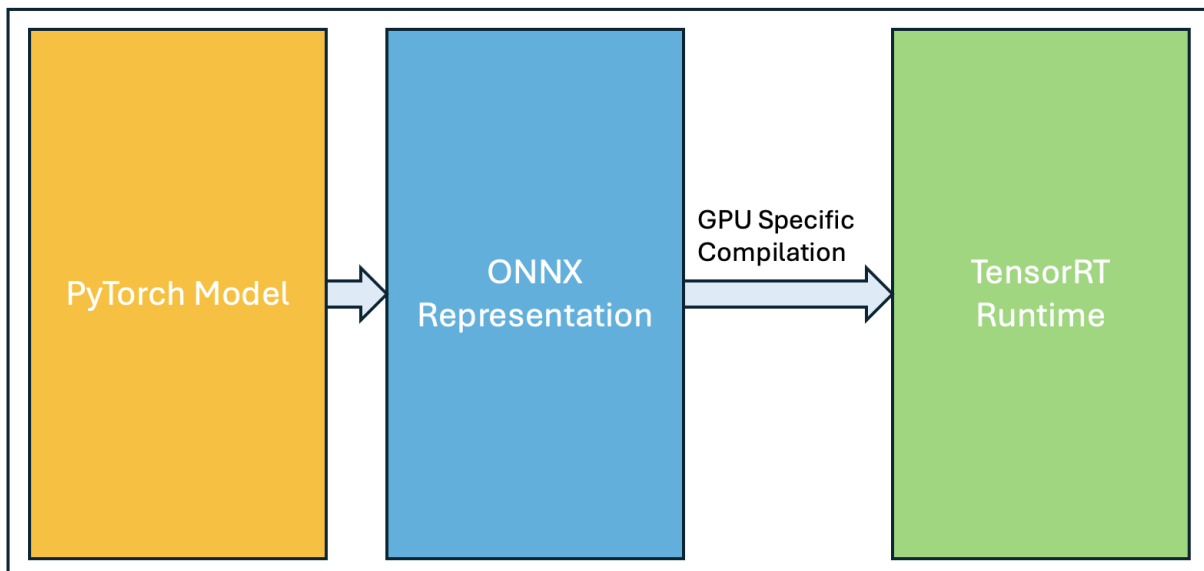 PyTorch Model
ONNX
Representation
GPU Specific
Compilation
TensorRT
Runtime